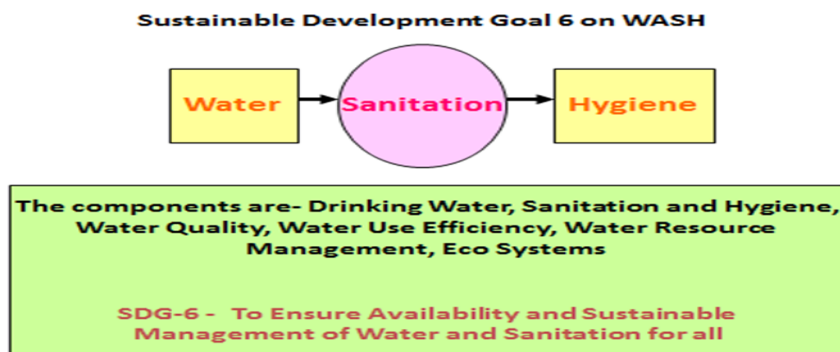 Sustainable Development Goal 6 on WASH
Water
Sanitation
Hygiene
The components are- Drinking Water, Sanitation and Hygiene,
Water Quality, Water Use Efficiency, Water Resource
Management, Eco Systems
SDG-6 - To Ensure Availability and Sustainable
Management of Water and Sanitation for all